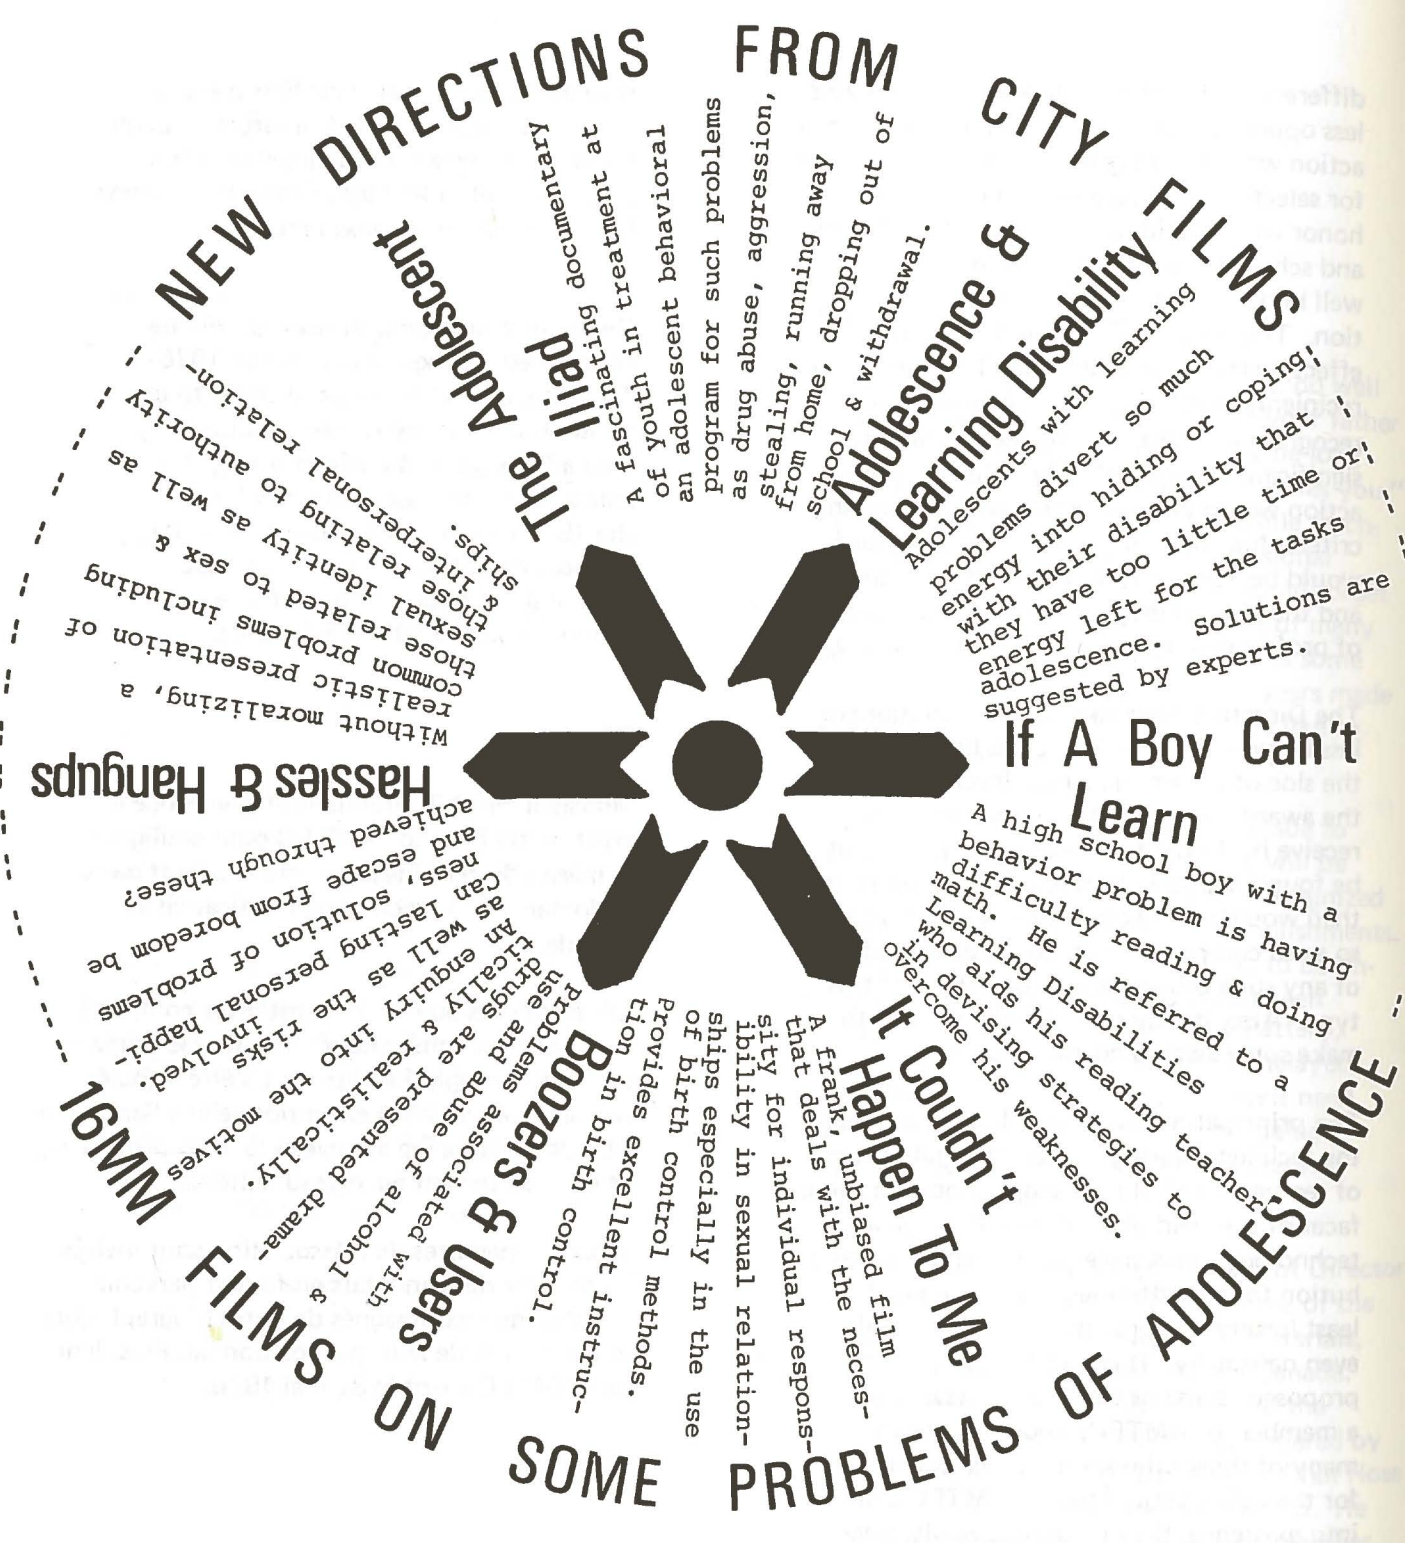 NEW DIRECTIONS FROM CITY FILMS
The Adolescent
Iliad
A fascinating documentary
of youth in treatment at
an adolescent behavioral
program for such problems
as drug abuse, aggression,
stealing, running away
from home, dropping out of
school & withdrawal.
Adolescence &
Learning Disability
Adolescents with learning
problems divert so much
energy into hiding or coping
with their disability that
they have too little time or
energy left for the tasks
adolescence. Solutions are
suggested by experts.
If A Boy Can't
Learn
A high school boy with a
behavior problem is having
difficulty reading & doing
math. He is referred to a
Learning Disabilities
who aids his reading teacher
in devising strategies to
overcome his weaknesses.
It Couldn't
Happen To Me
A frank, unbiased film
that deals with the neces-
sity for individual respons-
ibility in sexual relation-
ships especially in the use
of birth control methods.
Provides excellent instruc-
tion in birth control
Boozers & Users
problems associated with
use and abuse of alcohol &
drugs are presented drama-
tically & realistically
An enquiry into the motives
as well as the risks involved.
Can lasting personal happi-
ness, solution of problems
and escape from boredom be
achieved through these?
Hassles & Hangups
Without moralizing, a
realistic presentation of
common problems including
those related to sex &
sexual identity as well as
those relating to authority
& interpersonal relation-
ships.
16MM FILMS ON SOME PROBLEMS OF ADOLESCENCE